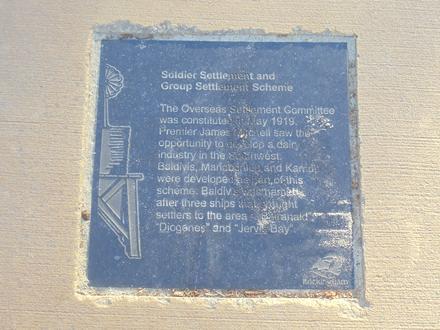 Soldier Settlement and
Group Settlement Scheme
The Overseas Settlement Committee
was constituted in May 1919.
Premier James Mitchell saw the
opportunity to develop a dairy
industry in the Southwest.
Baldivis, Mandogalup and Karnup
were developed as part of this
scheme. Baldivis was named
after three ships that brought
settlers to the area - "Balranald"
"Diogenes" and "Jervis Bay"
Rockingham